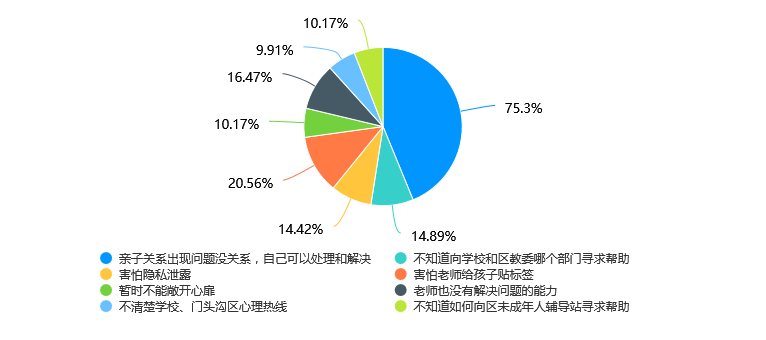 10.17%
9.91%
16.47%
75.3%
10.17%
20.56%
14.42%
14.89%
亲子关系出现问题没关系，自己可以处理和解决
不知道向学校和区教委哪个部门寻求帮助
害怕隐私泄露
害怕老师给孩子贴标签
暂时不能敞开心扉
老师也没有解决问题的能力
不清楚学校、门头沟区心理热线
不知道如何向区未成年人辅导站寻求帮助